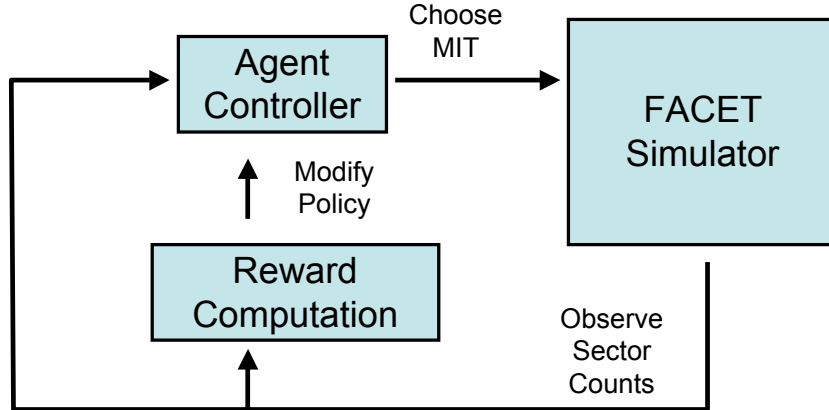 Choose
MIT
Agent
Controller
FACET
Simulator
Modify
Policy
Reward
Computation
Observe
Sector
Counts